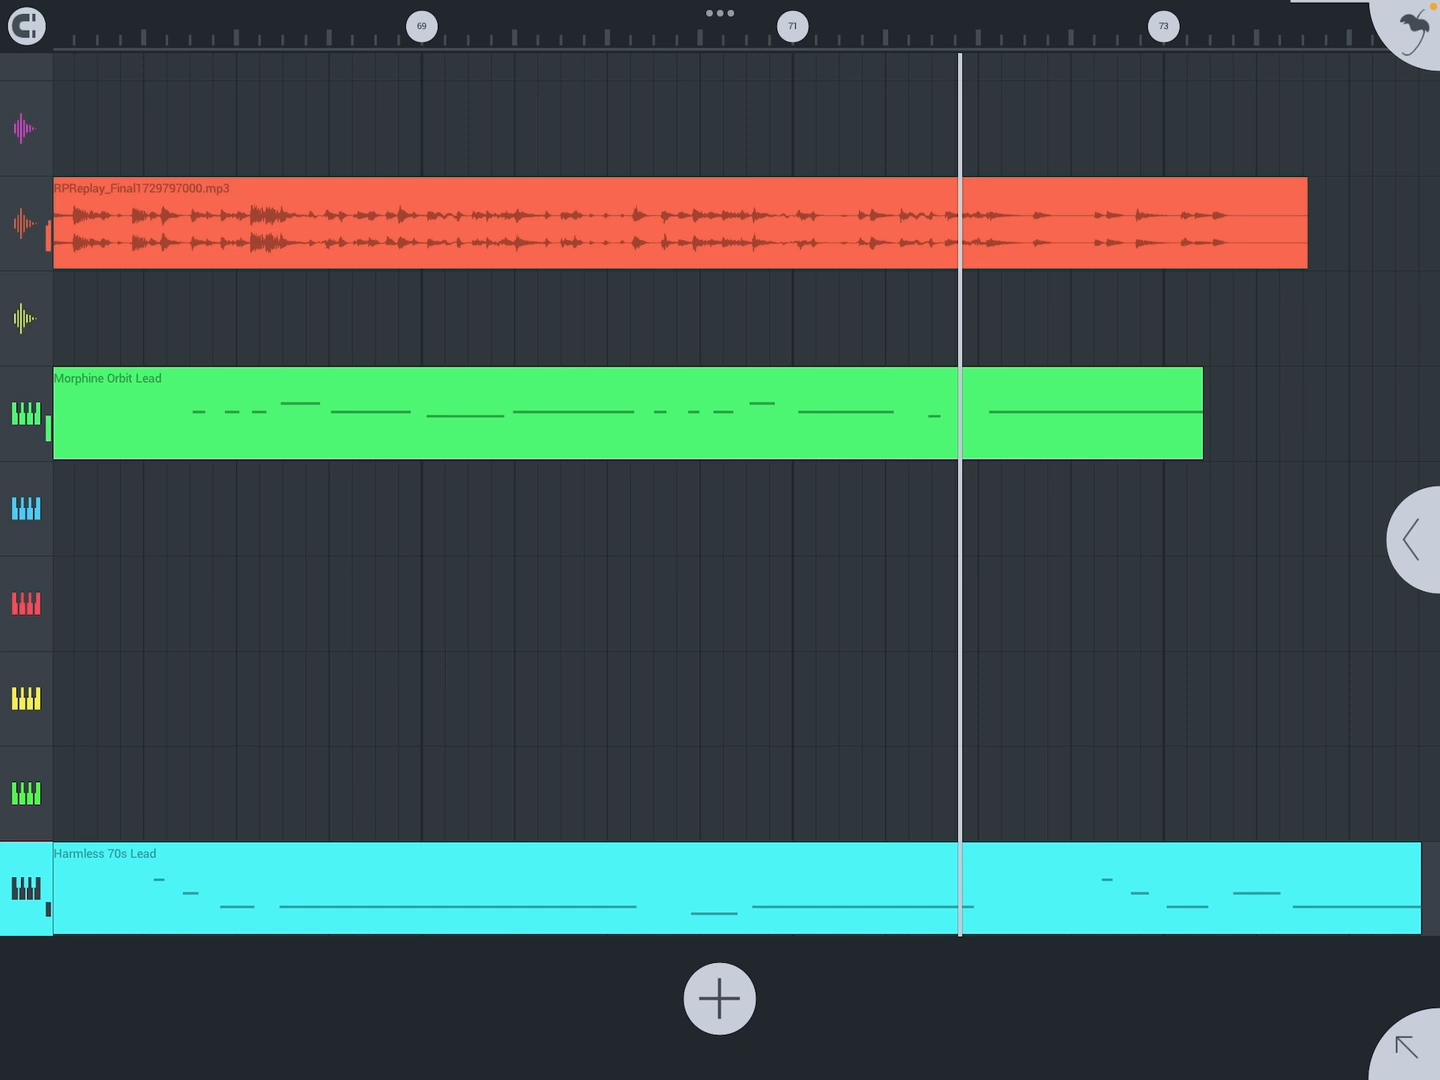 69
71
73
RPReplay_Final1729797000.mp3
Morphine Orbit Lead
Harmless 70s Lead